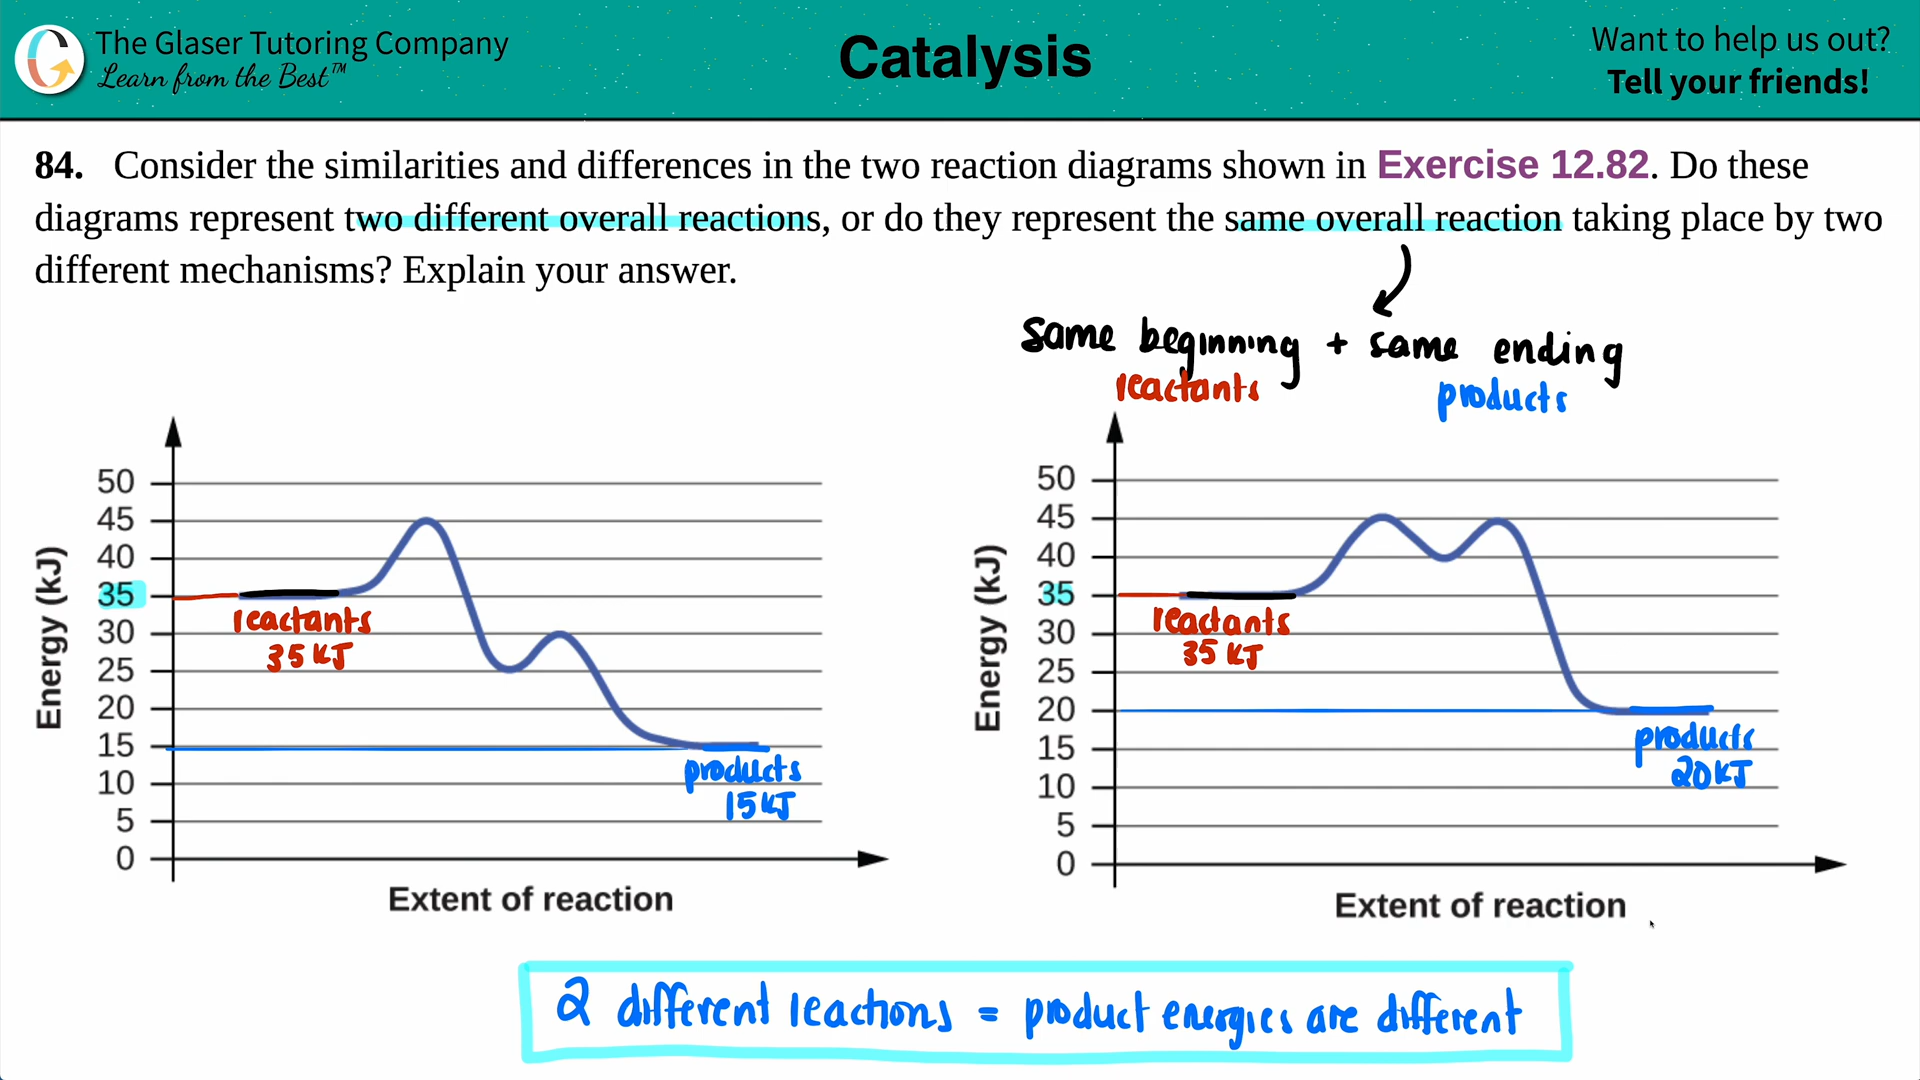 The Glaser Tutoring Company
Learn from the Best™
Catalysis
Want to help us out?
Tell your friends!
84. Consider the similarities and differences in the two reaction diagrams shown in Exercise 12.82. Do these
diagrams represent two different overall reactions, or do they represent the same overall reaction taking place by two
different mechanisms? Explain your answer.
same beginning + same ending
reactants
products
50
45
40
35
30
25
20
15
10
5
0
Energy (kJ)
reactants
35 kJ
products
15 kJ
Extent of reaction
50
45
40
35
30
25
20
15
10
5
0
Energy (kJ)
reactants
35 kJ
products
20 kJ
Extent of reaction
2 different reactions = product energies are different